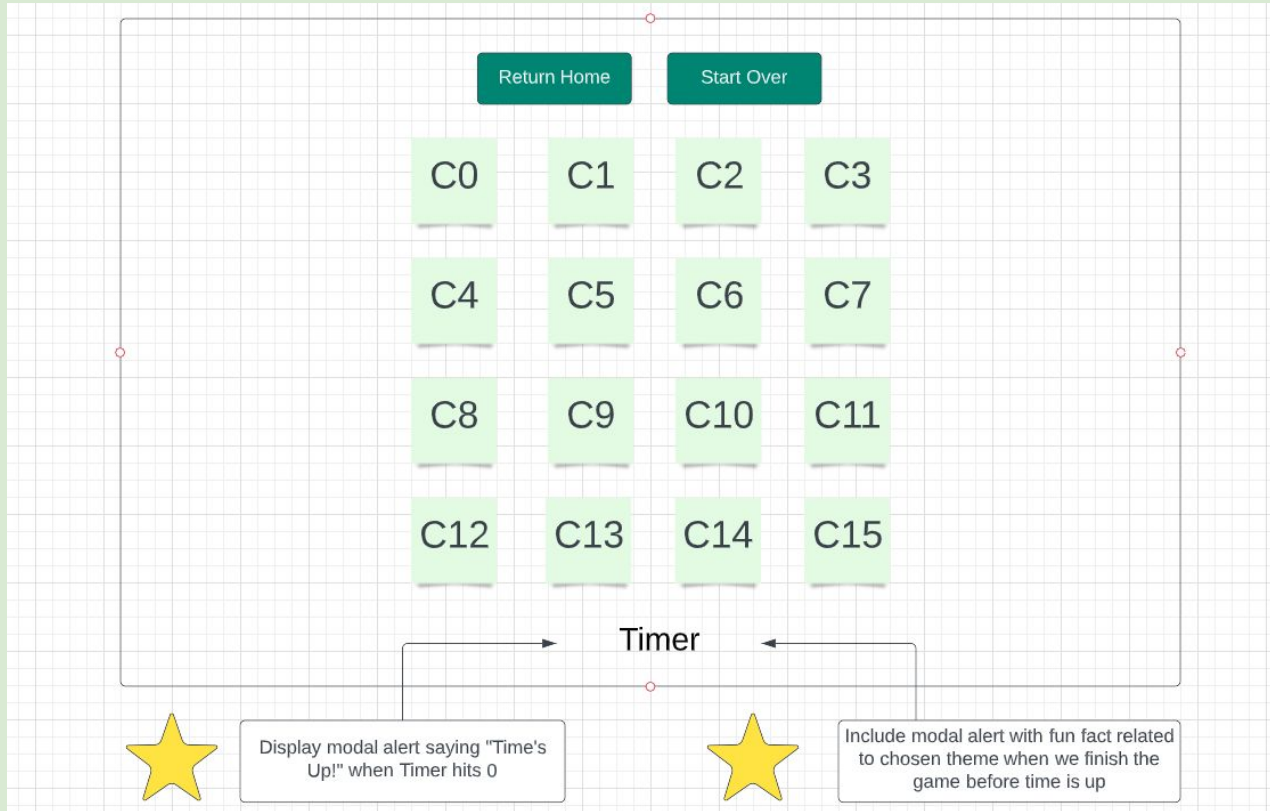 Return Home Start Over
C0 C1 C2 C3
C4 C5 C6 C7
C8 C9 C10 C11
C12 C13 C14 C15
Timer
Display modal alert saying "Time's
Up!" when Timer hits 0
Include modal alert with fun fact related
to chosen theme when we finish the
game before time is up